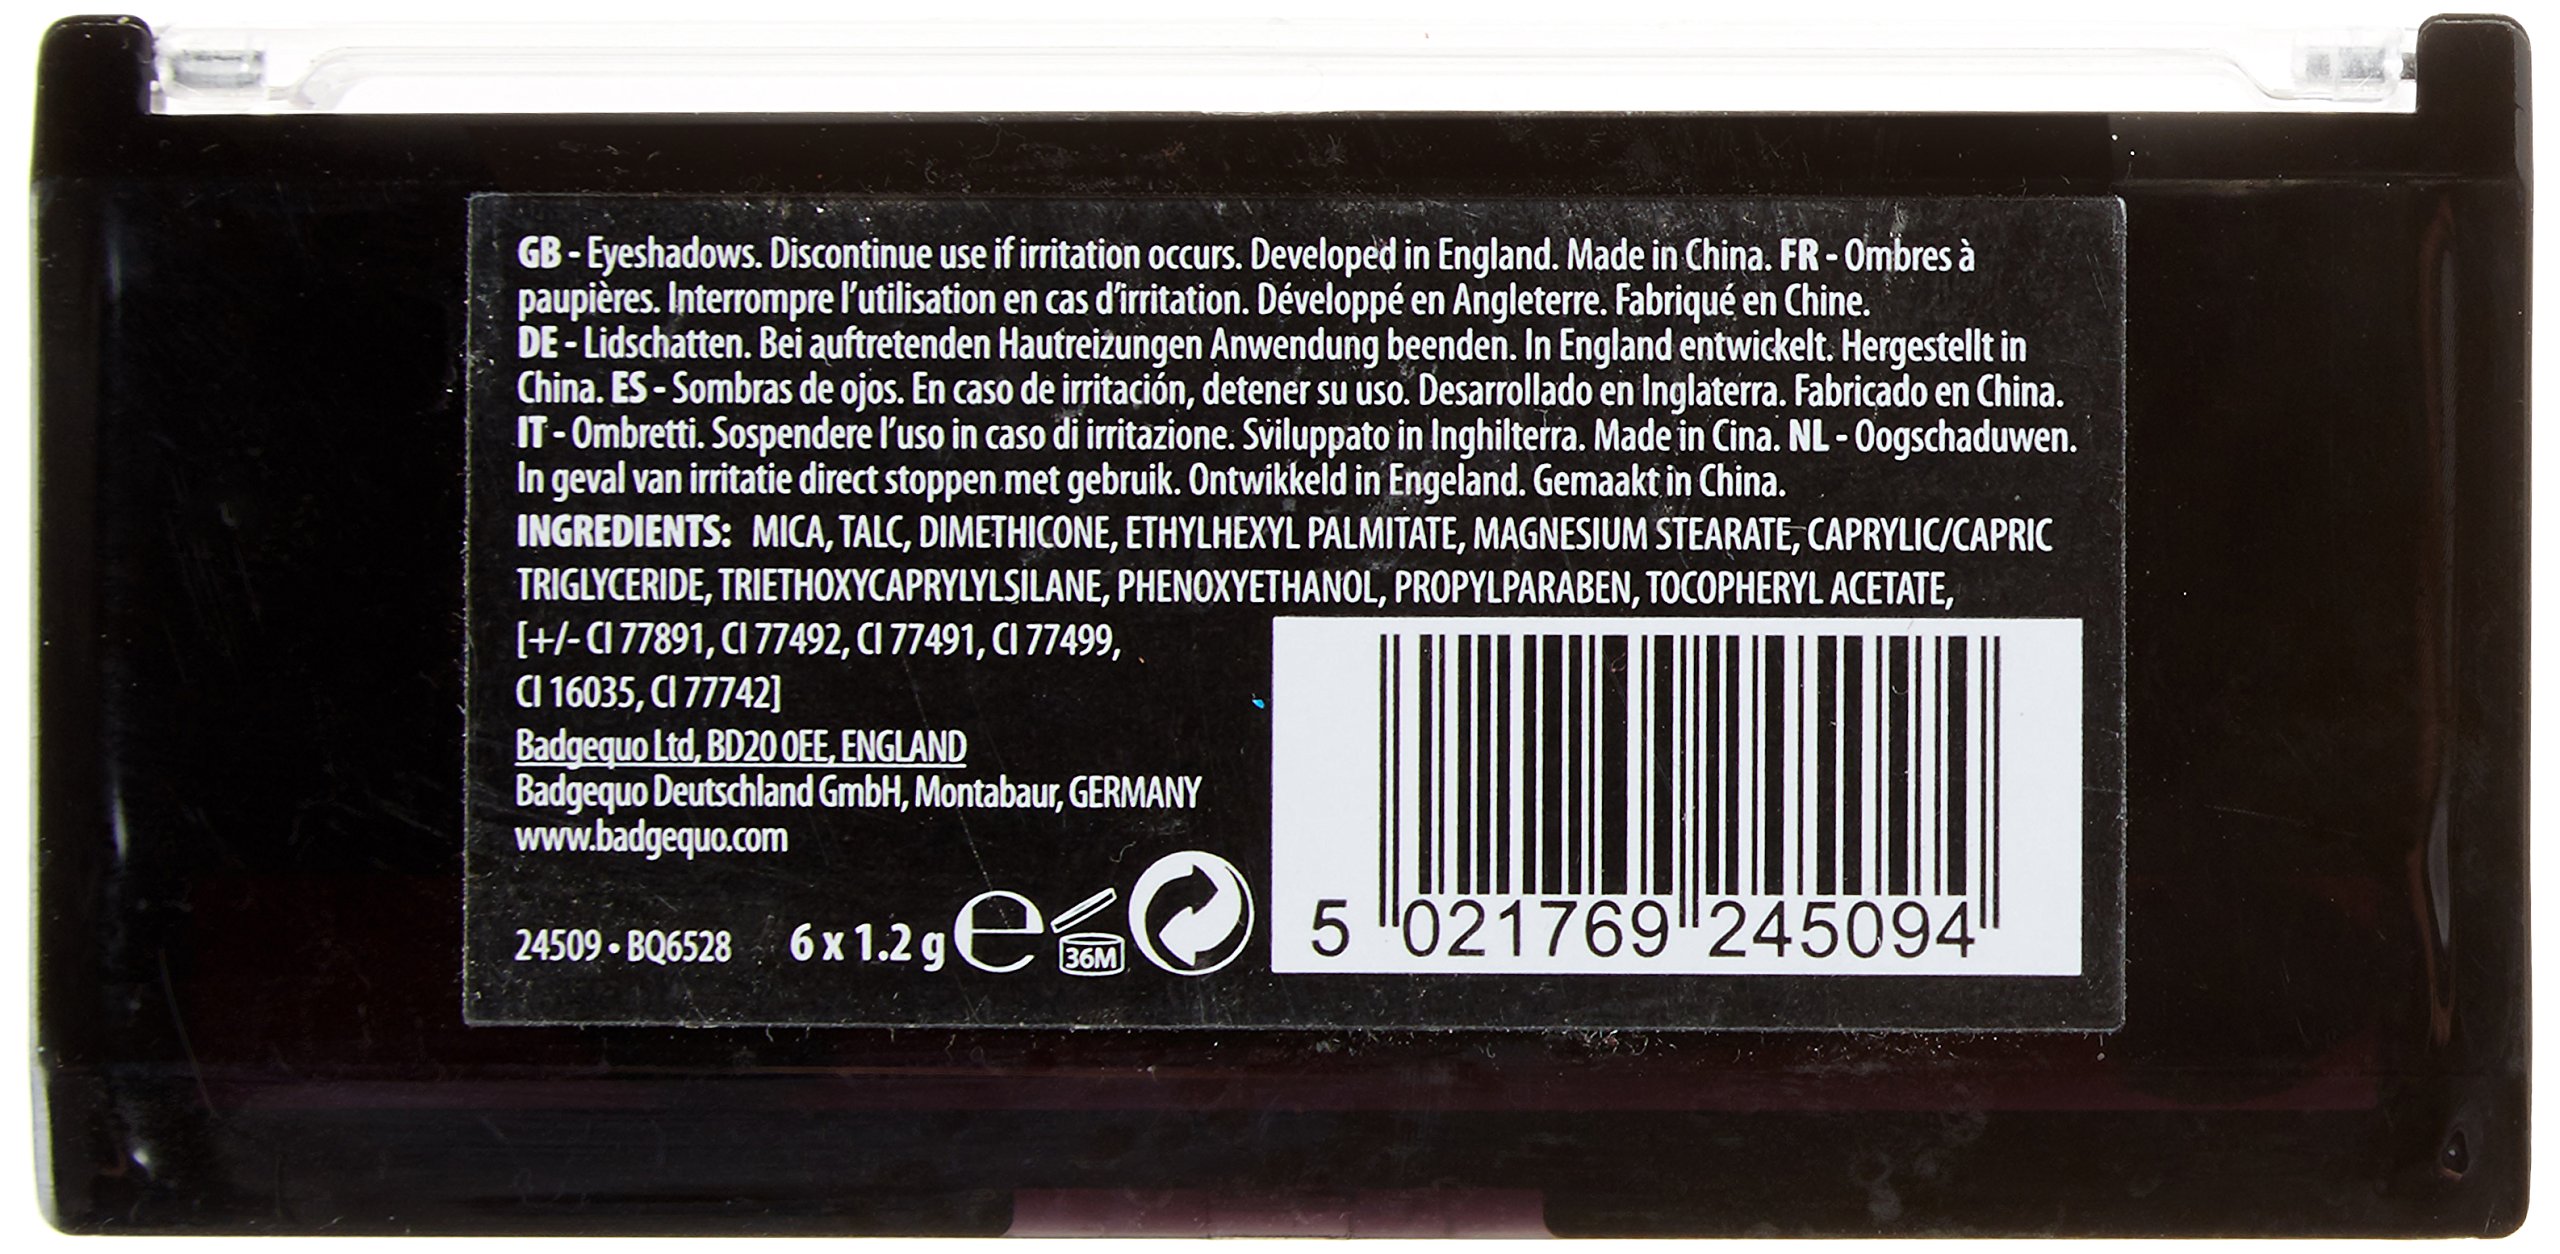 GB - Eyeshadows. Discontinue use if irritation occurs. Developed in England. Made in China. FR - Ombres à
paupières. Interrompre l'utilisation en cas d'irritation. Développé en Angleterre. Fabriqué en Chine.
DE - Lidschatten. Bei auftretenden Hautreizungen Anwendung beenden. In England entwickelt. Hergestellt in
China. ES - Sombras de ojos. En caso de irritación, detener su uso. Desarrollado en Inglaterra. Fabricado en China.
IT - Ombretti. Sospendere l'uso in caso di irritazione. Sviluppato in Inghilterra. Made in Cina. NL - Oogschaduwen.
In geval van irritatie direct stoppen met gebruik. Ontwikkeld in Engeland. Gemaakt in China.
INGREDIENTS: MICA, TALC, DIMETHICONE, ETHYLHEXYL PALMITATE, MAGNESIUM STEARATE, CAPRYLIC/CAPRIC
TRIGLYCERIDE, TRIETHOXYCAPRYLYLSILANE, PHENOXYETHANOL, PROPYLPARABEN, TOCOPHERYL ACETATE,
[+/- CI 77891, CI 77492, CI 77491, CI 77499,
CI 16035, CI 77742]
Badgequo Ltd, BD20 0EE, ENGLAND
Badgequo Deutschland GmbH, Montabaur, GERMANY
www.badgequo.com
24509 • BQ6528 6 x 1.2 g e 36M
5 021769 245094